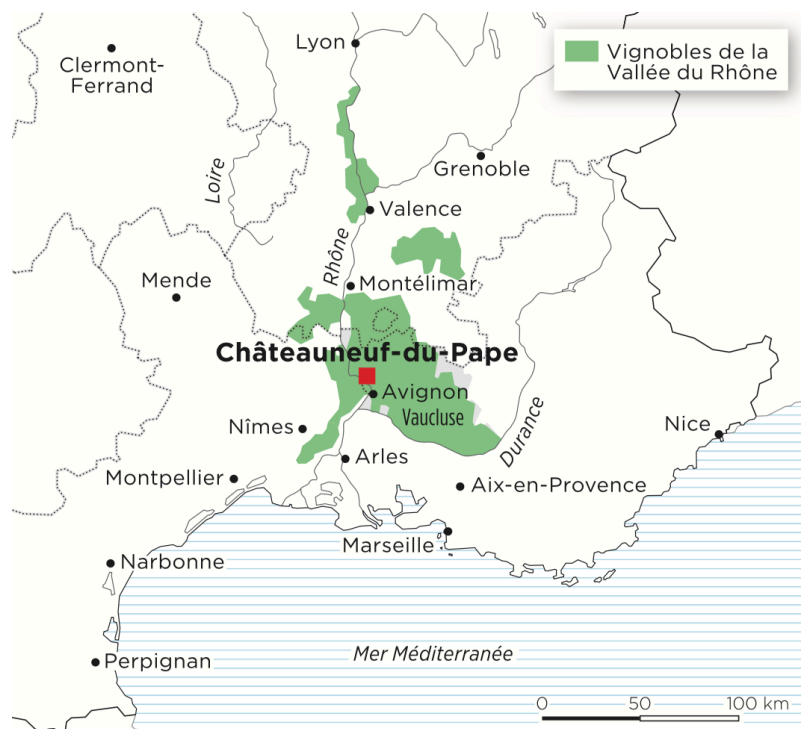 Lyon
Vignobles de la
Vallée du Rhône
Clermont-
Ferrand
Grenoble
Loire
Valence
Rhône
Mende
Montélimar
Châteauneuf-du-Pape
Avignon
Vaucluse
Durance
Nîmes
Nice
Arles
Montpellier
Aix-en-Provence
Marseille
Narbonne
Mer Méditerranée
Perpignan
0 50 100 km